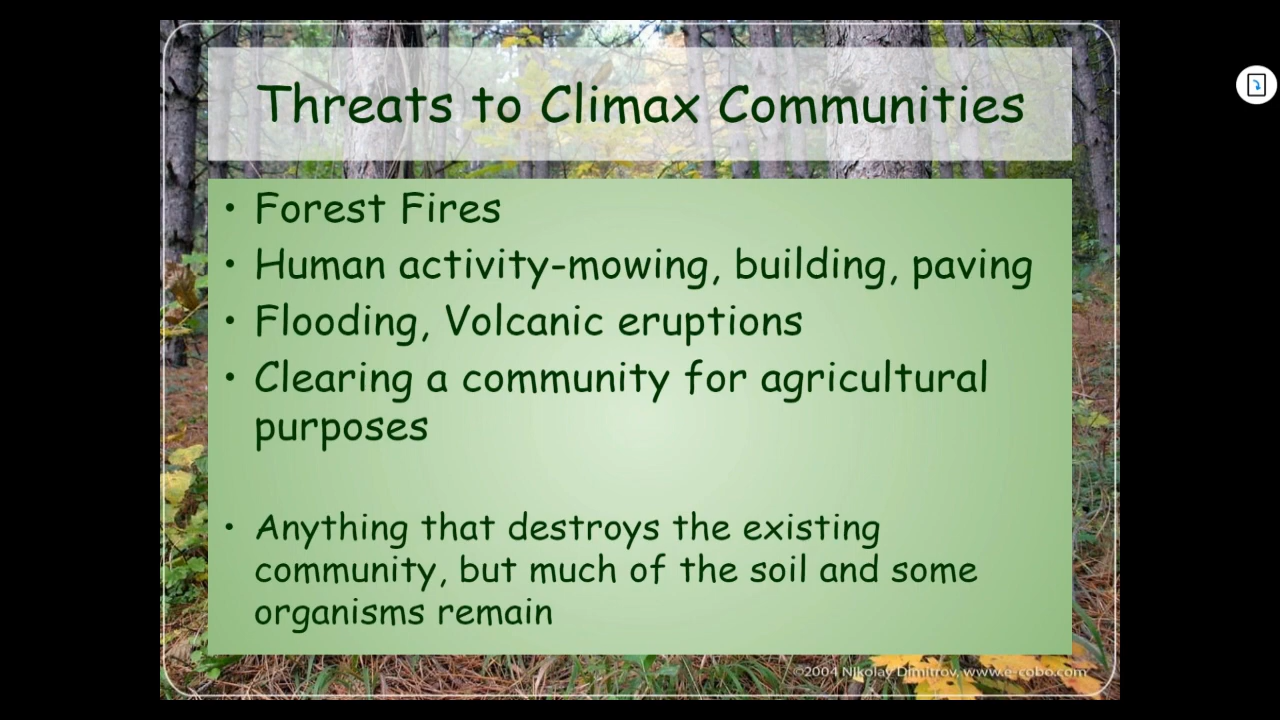 Threats to Climax Communities
• Forest Fires
• Human activity-mowing, building, paving
• Flooding, Volcanic eruptions
• Clearing a community for agricultural
purposes
• Anything that destroys the existing
community, but much of the soil and some
organisms remain
©2004 Nikolay Dimitrov, www.e-cobo.com